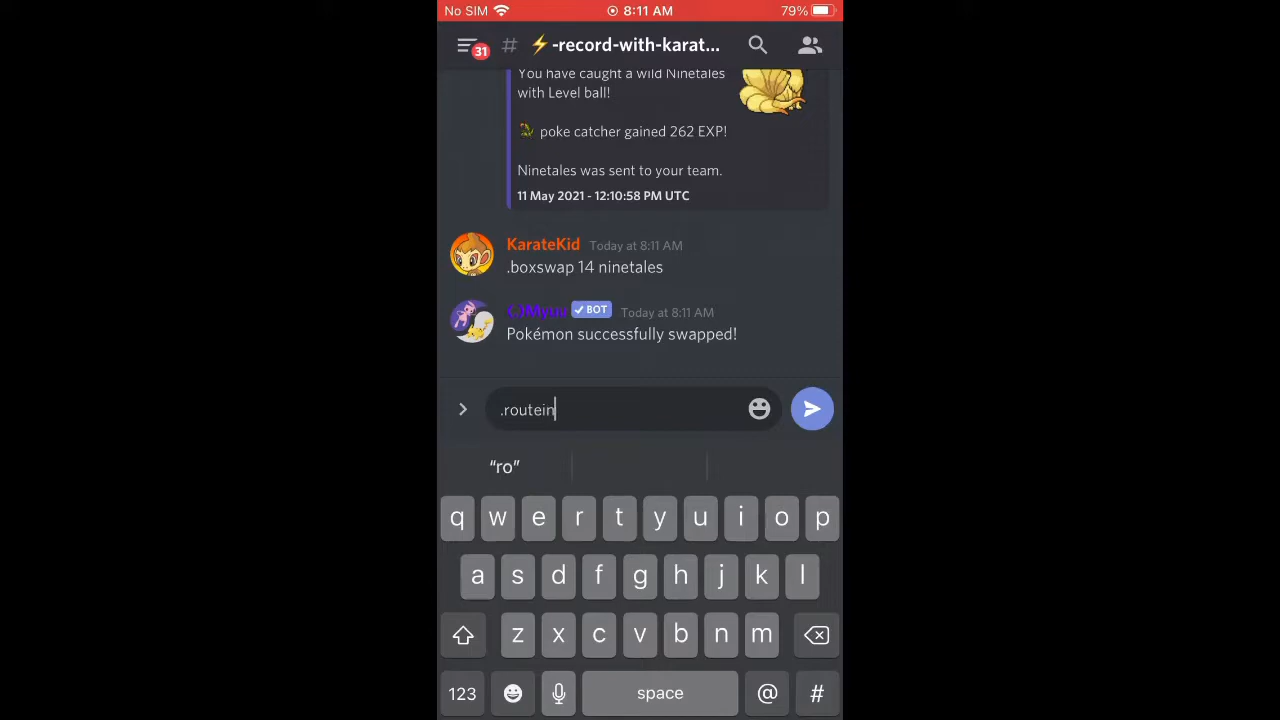 No SIM 8:11 AM 79%
31 # ⚡-record-with-karat...
You have caught a wild Ninetales
with Level ball!
poke catcher gained 262 EXP!
Ninetales was sent to your team.
11 May 2021 - 12:10:58 PM UTC
KarateKid Today at 8:11 AM
.boxswap 14 ninetales
(.)Myuu ✓ BOT Today at 8:11 AM
Pokémon successfully swapped!
.routein
“ro”
q w e r t y u i o p
a s d f g h j k l
z x c v b n m
123 space @ #